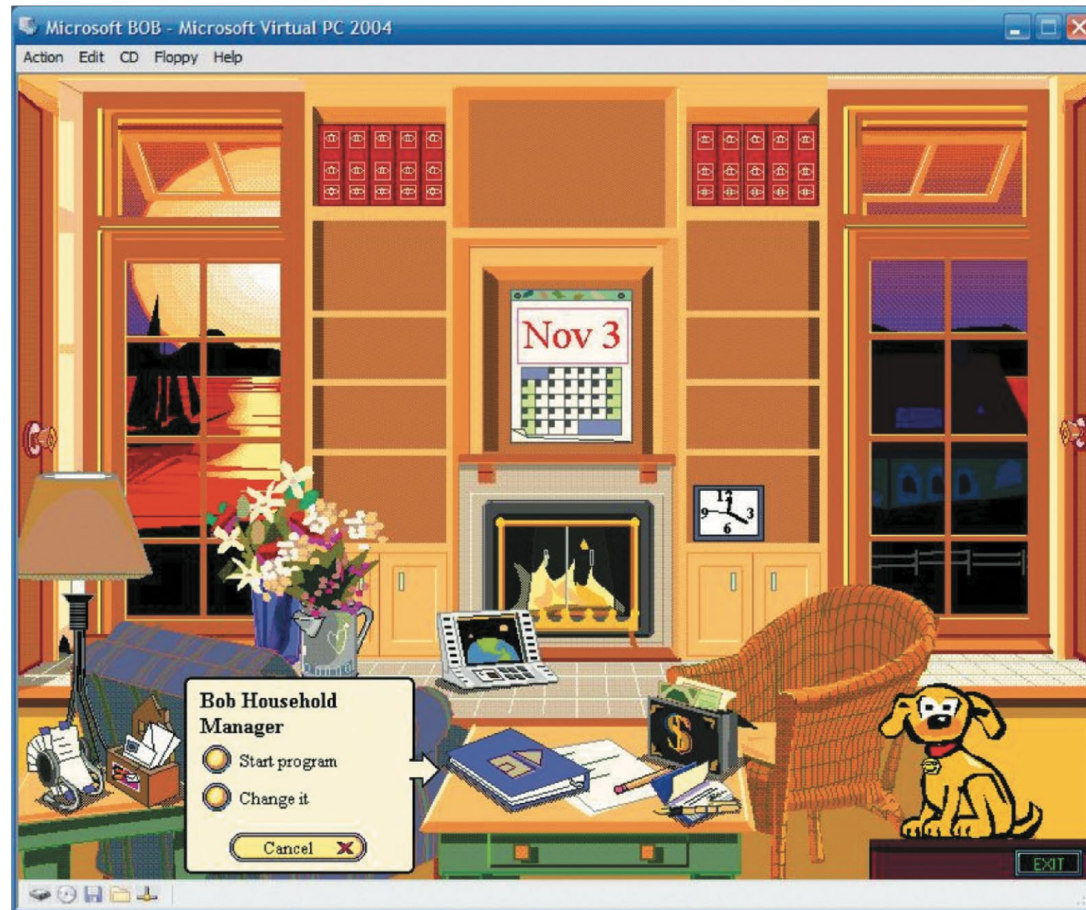 Microsoft BOB - Microsoft Virtual PC 2004
Action Edit CD Floppy Help
Nov 3
12
9 3
6
Bob Household
Manager
Start program
Change it
Cancel
$
EXIT